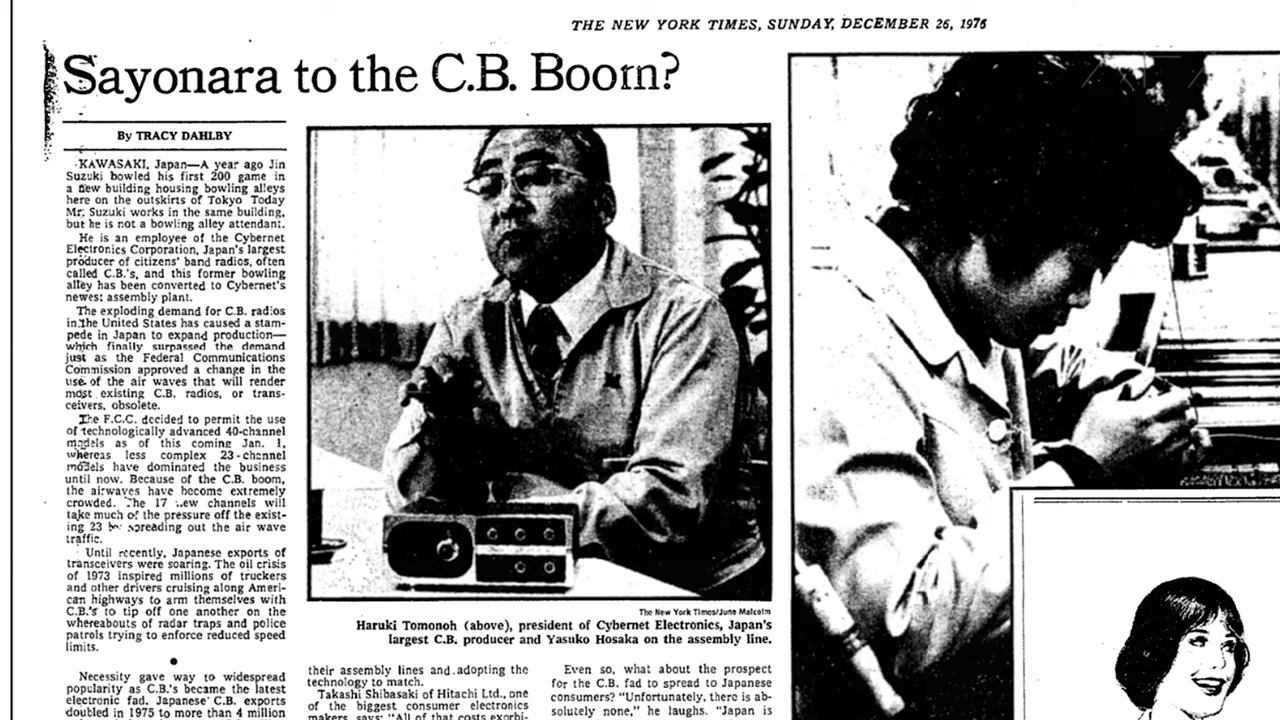 THE NEW YORK TIMES, SUNDAY, DECEMBER 26, 1976
Sayonara to the C.B. Boom?
By TRACY DAHLBY
KAWASAKI, Japan—A year ago Jin
Suzuki bowled his first 200 game in
a new building housing bowling alleys
here on the outskirts of Tokyo Today
Mr. Suzuki works in the same building,
but he is not a bowling alley attendant.
He is an employee of the Cybernet
Electronics Corporation, Japan's largest
producer of citizens' band radios, often
called C.B.'s, and this former bowling
alley has been converted to Cybernet's
newest assembly plant.
The exploding demand for C.B. radios
in the United States has caused a stam-
pede in Japan to expand production—
which finally surpassed the demand
just as the Federal Communications
Commission approved a change in the
use of the air waves that will render
most existing C.B. radios, or trans-
ceivers, obsolete.
The F.C.C. decided to permit the use
of technologically advanced 40-channel
models as of this coming Jan. 1,
whereas less complex 23-channel
models have dominated the business
until now. Because of the C.B. boom,
the airwaves have become extremely
crowded. The 17 new channels will
take much of the pressure off the exist-
ing 23 by spreading out the air wave
traffic.
Until recently, Japanese exports of
transceivers were soaring. The oil crisis
of 1973 inspired millions of truckers
and other drivers cruising along Ameri-
can highways to arm themselves with
C.B.'s to tip off one another on the
whereabouts of radar traps and police
patrols trying to enforce reduced speed
limits.
Necessity gave way to widespread
popularity as C.B.'s became the latest
electronic fad. Japanese C.B. exports
doubled in 1975 to more than 4 million
The New York Times/June Malcolm
Haruki Tomonoh (above), president of Cybernet Electronics, Japan's
largest C.B. producer and Yasuko Hosaka on the assembly line.
their assembly lines and adopting the
technology to match.
Takashi Shibasaki of Hitachi Ltd., one
of the biggest consumer electronics
makers, says: "All of that costs exorbi-
Even so, what about the prospect
for the C.B. fad to spread to Japanese
consumers? "Unfortunately, there is ab-
solutely none," he laughs. "Japan is